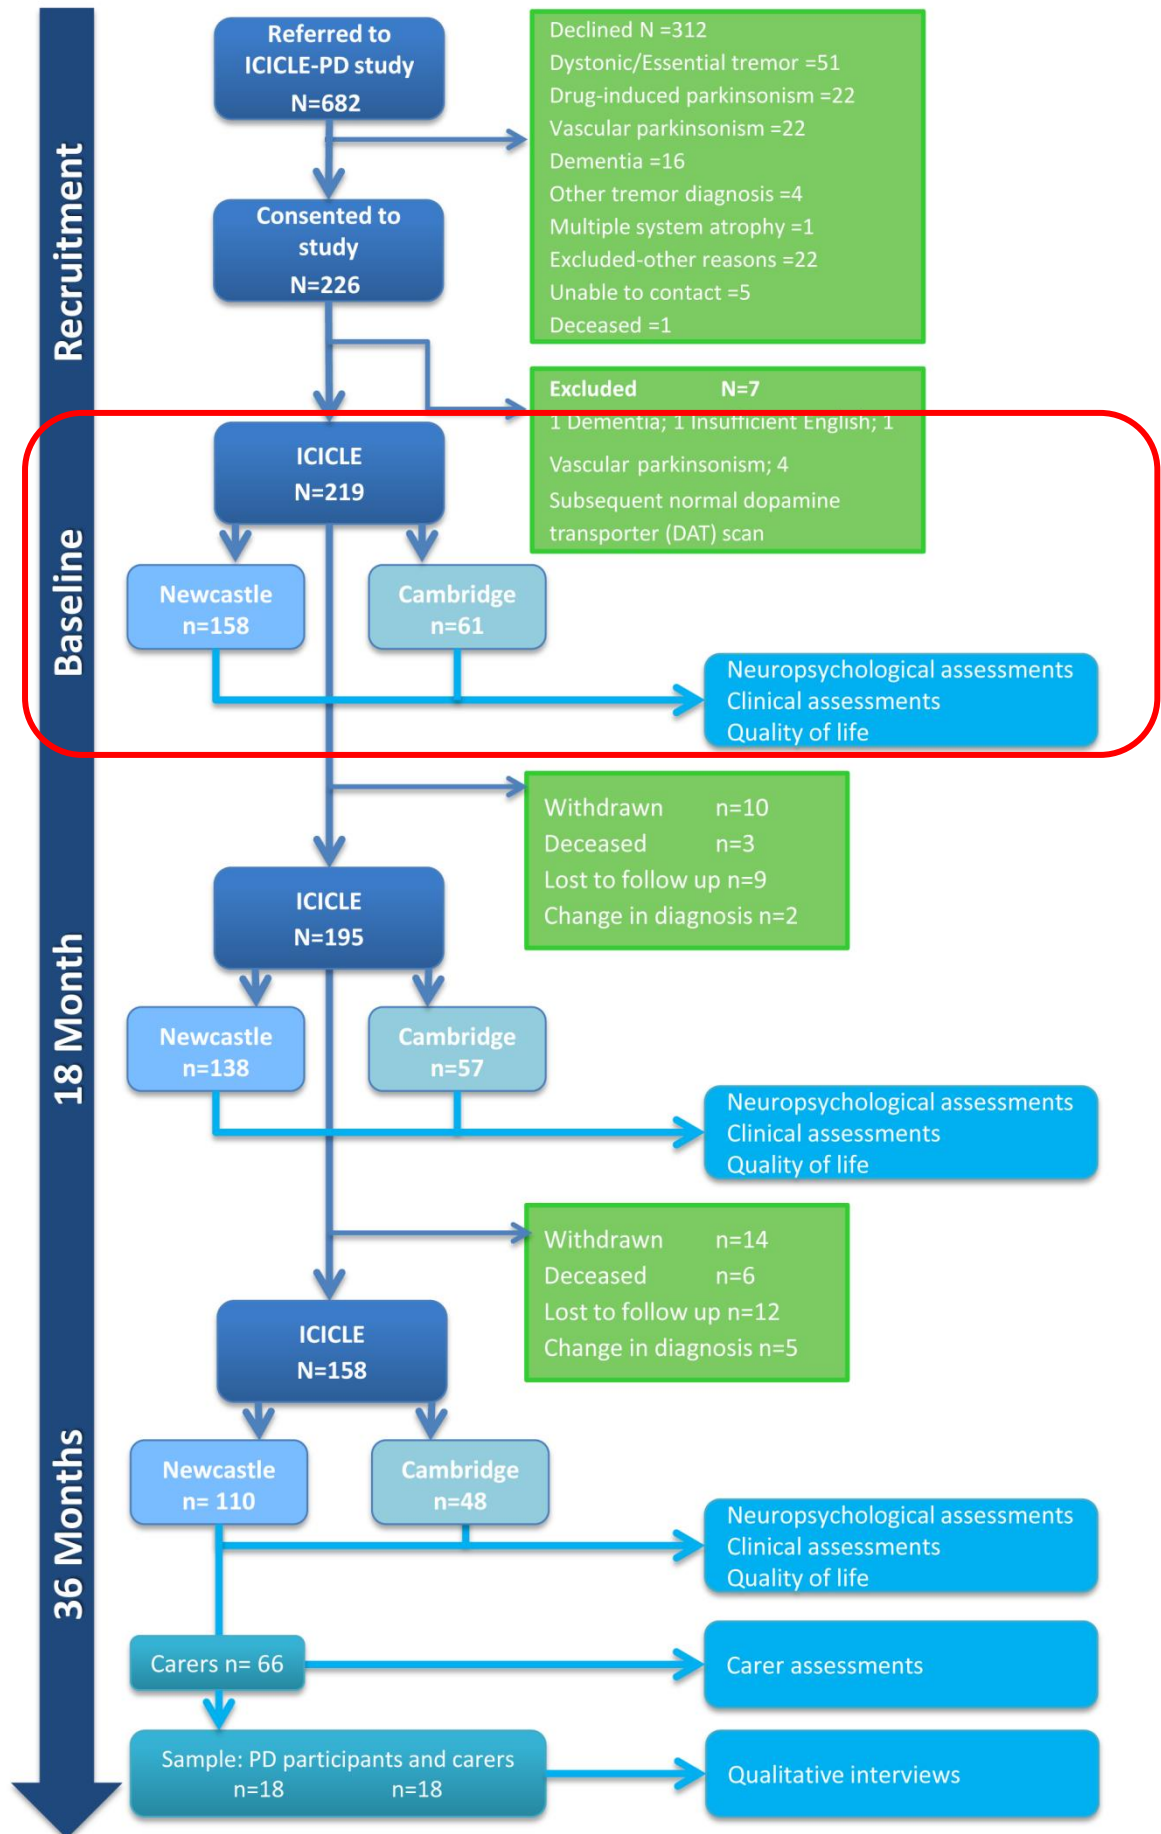 Recruitment
Referred to
ICICLE-PD study
N=682
Declined N =312
Dystonic/Essential tremor =51
Drug-induced parkinsonism =22
Vascular parkinsonism =22
Dementia =16
Other tremor diagnosis =4
Multiple system atrophy =1
Excluded-other reasons =22
Unable to contact =5
Deceased =1
Consented to
study
N=226
Excluded N=7
1 Dementia; 1 Insufficient English; 1
Vascular parkinsonism; 4
Subsequent normal dopamine
transporter (DAT) scan
Baseline
ICICLE
N=219
Newcastle
n=158
Cambridge
n=61
Neuropsychological assessments
Clinical assessments
Quality of life
Withdrawn n=10
Deceased n=3
Lost to follow up n=9
Change in diagnosis n=2
18 Month
ICICLE
N=195
Newcastle
n=138
Cambridge
n=57
Neuropsychological assessments
Clinical assessments
Quality of life
Withdrawn n=14
Deceased n=6
Lost to follow up n=12
Change in diagnosis n=5
36 Months
ICICLE
N=158
Newcastle
n= 110
Cambridge
n=48
Neuropsychological assessments
Clinical assessments
Quality of life
Carers n= 66
Carer assessments
Sample: PD participants and carers
n=18 n=18
Qualitative interviews